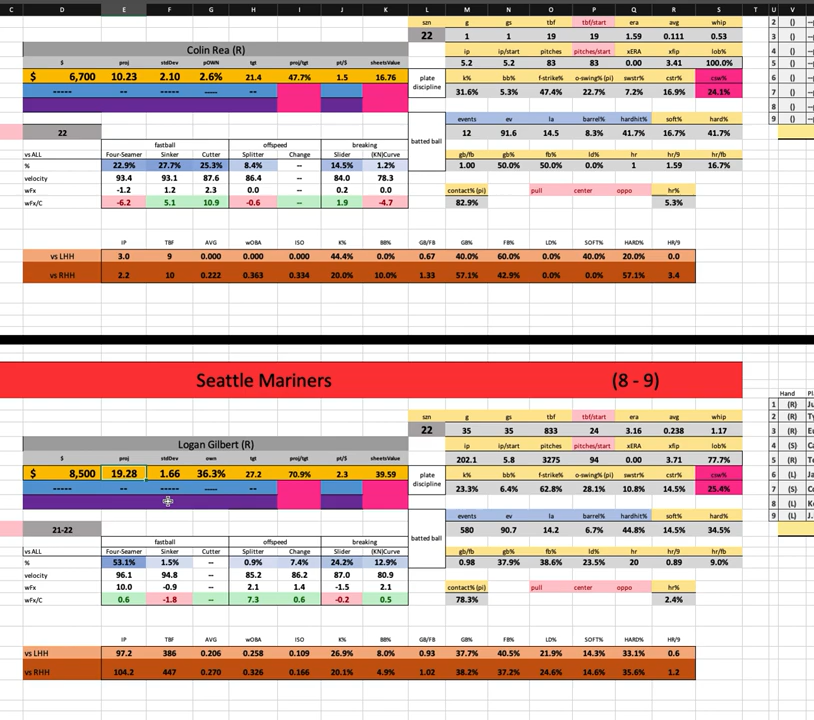 C D E F G H I J K L M N O P Q R S T U V
szn g gs tbf tbf/start era avg whip 2 ()
22 1 1 19 19 1.59 0.111 0.53 3 ()
Colin Rea (R) ip ip/start pitches pitches/start xERA xfip lob% 4 ()
$ proj stdDev pOWN tgt proj/tgt pt/$ sheetsValue 5.2 5.2 83 83 0.00 3.41 100.0% 5 ()
$ 6,700 10.23 2.10 2.6% 21.4 47.7% 1.5 16.76 plate discipline k% bb% f-strike% o-swing% (pi) swstr% cstr% csw% 6 ()
----- -- ----- ---- -- 31.6% 5.3% 47.4% 22.7% 7.2% 16.9% 24.1% 7 ()
8 ()
events ev la barrel% hardhit% soft% hard% 9 ()
22 batted ball 12 91.6 14.5 8.3% 41.7% 16.7% 41.7%
fastball offspeed breaking
vs ALL Four-Seamer Sinker Cutter Splitter Change Slider (KN)Curve gb/fb gb% fb% ld% hr hr/9 hr/fb
% 22.9% 27.7% 25.3% 8.4% -- 14.5% 1.2% 1.00 50.0% 50.0% 0.0% 1 1.59 16.7%
velocity 93.4 93.1 87.6 86.4 -- 84.0 78.3
wFx -1.2 1.2 2.3 0.0 -- 0.2 0.0 contact% (pi) pull center oppo hr%
wFx/C -6.2 5.1 10.9 -0.6 -- 1.9 -4.7 82.9% 5.3%
IP TBF AVG wOBA ISO K% BB% GB/FB GB% FB% LD% SOFT% HARD% HR/9
vs LHH 3.0 9 0.000 0.000 0.000 44.4% 0.0% 0.67 40.0% 60.0% 0.0% 40.0% 20.0% 0.0
vs RHH 2.2 10 0.222 0.363 0.334 20.0% 10.0% 1.33 57.1% 42.9% 0.0% 0.0% 57.1% 3.4
Seattle Mariners (8 - 9)
Hand
1 (R)
szn g gs tbf tbf/start era avg whip 2 (R)
22 35 35 833 24 3.16 0.238 1.17 3 (R)
Logan Gilbert (R) ip ip/start pitches pitches/start xERA xfip lob% 4 (S)
$ proj stdDev own tgt proj/tgt pt/$ sheetsValue 202.1 5.8 3275 94 0.00 3.71 77.7% 5 (R)
$ 8,500 19.28 1.66 36.3% 27.2 70.9% 2.3 39.59 plate discipline k% bb% f-strike% o-swing% (pi) swstr% cstr% csw% 6 (L)
----- -- ----- ---- -- 23.3% 6.4% 62.8% 28.1% 10.8% 14.5% 25.4% 7 (S)
8 (L)
events ev la barrel% hardhit% soft% hard% 9 (L)
21-22 batted ball 580 90.7 14.2 6.7% 44.8% 14.5% 34.5%
fastball offspeed breaking
vs ALL Four-Seamer Sinker Cutter Splitter Change Slider (KN)Curve gb/fb gb% fb% ld% hr hr/9 hr/fb
% 53.1% 1.5% -- 0.9% 7.4% 24.2% 12.9% 0.98 37.9% 38.6% 23.5% 20 0.89 9.0%
velocity 96.1 94.8 -- 85.2 86.2 87.0 80.9
wFx 10.0 -0.9 -- 2.1 1.4 -1.5 2.1 contact% (pi) pull center oppo hr%
wFx/C 0.6 -1.8 -- 7.3 0.6 -0.2 0.5 78.3% 2.4%
IP TBF AVG wOBA ISO K% BB% GB/FB GB% FB% LD% SOFT% HARD% HR/9
vs LHH 97.2 386 0.206 0.258 0.109 26.9% 8.0% 0.93 37.7% 40.5% 21.9% 14.3% 33.1% 0.6
vs RHH 104.2 447 0.270 0.326 0.166 20.1% 4.9% 1.02 38.2% 37.2% 24.6% 14.6% 35.6% 1.2